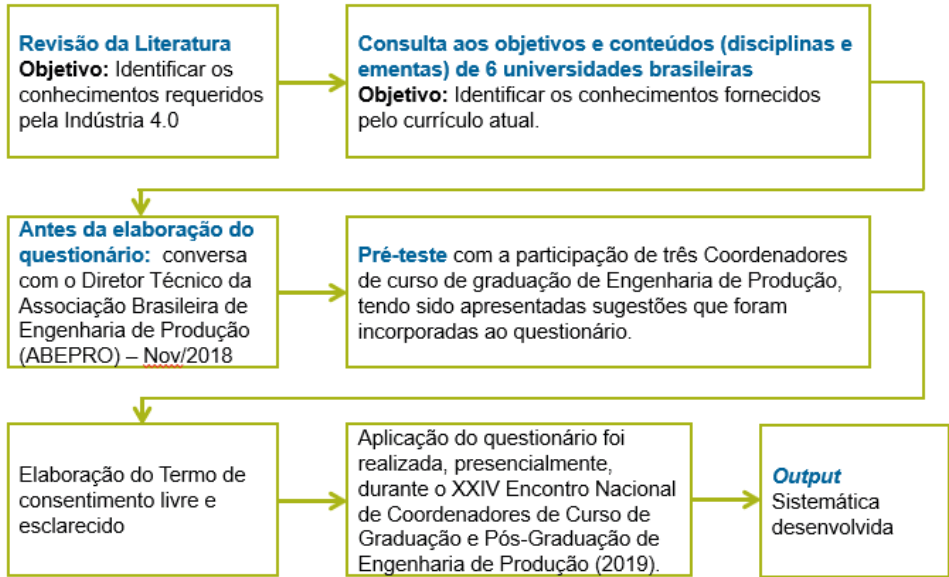 Revisão da Literatura
Objetivo: Identificar os
conhecimentos requeridos
pela Indústria 4.0
Consulta aos objetivos e conteúdos (disciplinas e
ementas) de 6 universidades brasileiras
Objetivo: Identificar os conhecimentos fornecidos
pelo currículo atual.
Antes da elaboração do
questionário: conversa
com o Diretor Técnico da
Associação Brasileira de
Engenharia de Produção
(ABEPRO) – Nov/2018
Pré-teste com a participação de três Coordenadores
de curso de graduação de Engenharia de Produção,
tendo sido apresentadas sugestões que foram
incorporadas ao questionário.
Elaboração do Termo de
consentimento livre e
esclarecido
Aplicação do questionário foi
realizada, presencialmente,
durante o XXIV Encontro Nacional
de Coordenadores de Curso de
Graduação e Pós-Graduação de
Engenharia de Produção (2019).
Output
Sistemática
desenvolvida